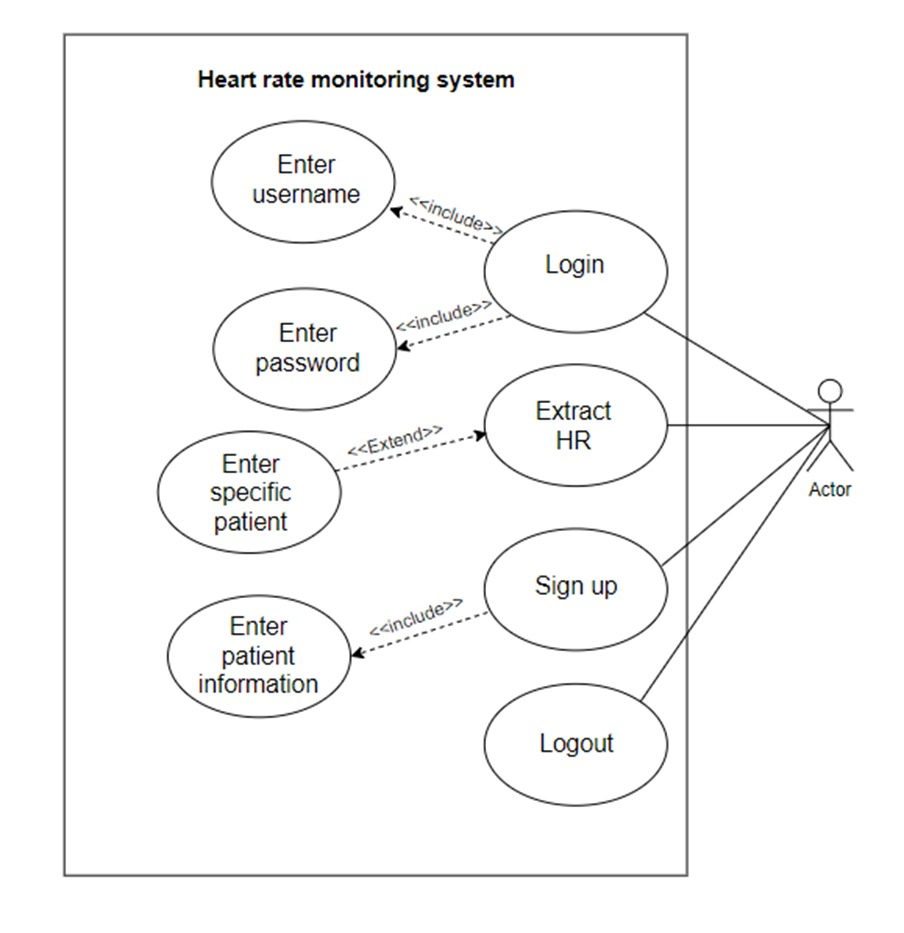 Heart rate monitoring system
Enter
username
<<include>>
Login
Enter
password
<<include>>
Extract
HR
<<Extend>>
Enter
specific
patient
Actor
Sign up
<<include>>
Enter
patient
information
Logout